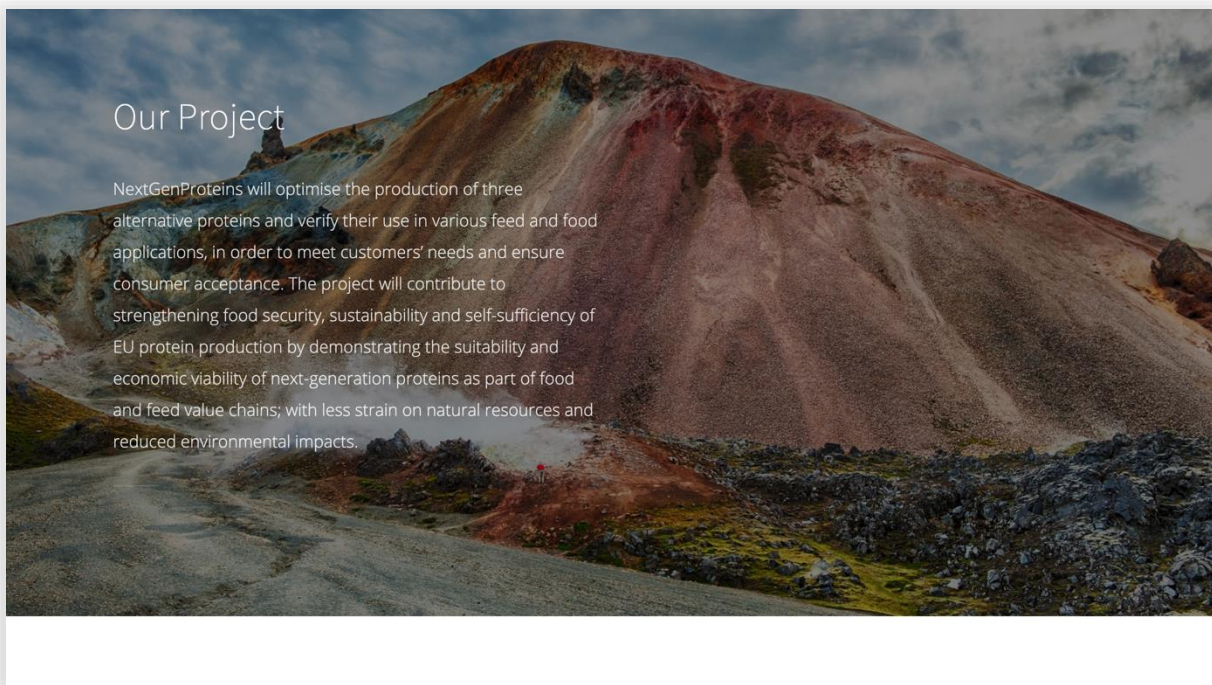 Our Project
NextGenProteins will optimise the production of three
alternative proteins and verify their use in various feed and food
applications, in order to meet customers’ needs and ensure
consumer acceptance. The project will contribute to
strengthening food security, sustainability and self-sufficiency of
EU protein production by demonstrating the suitability and
economic viability of next-generation proteins as part of food
and feed value chains; with less strain on natural resources and
reduced environmental impacts.